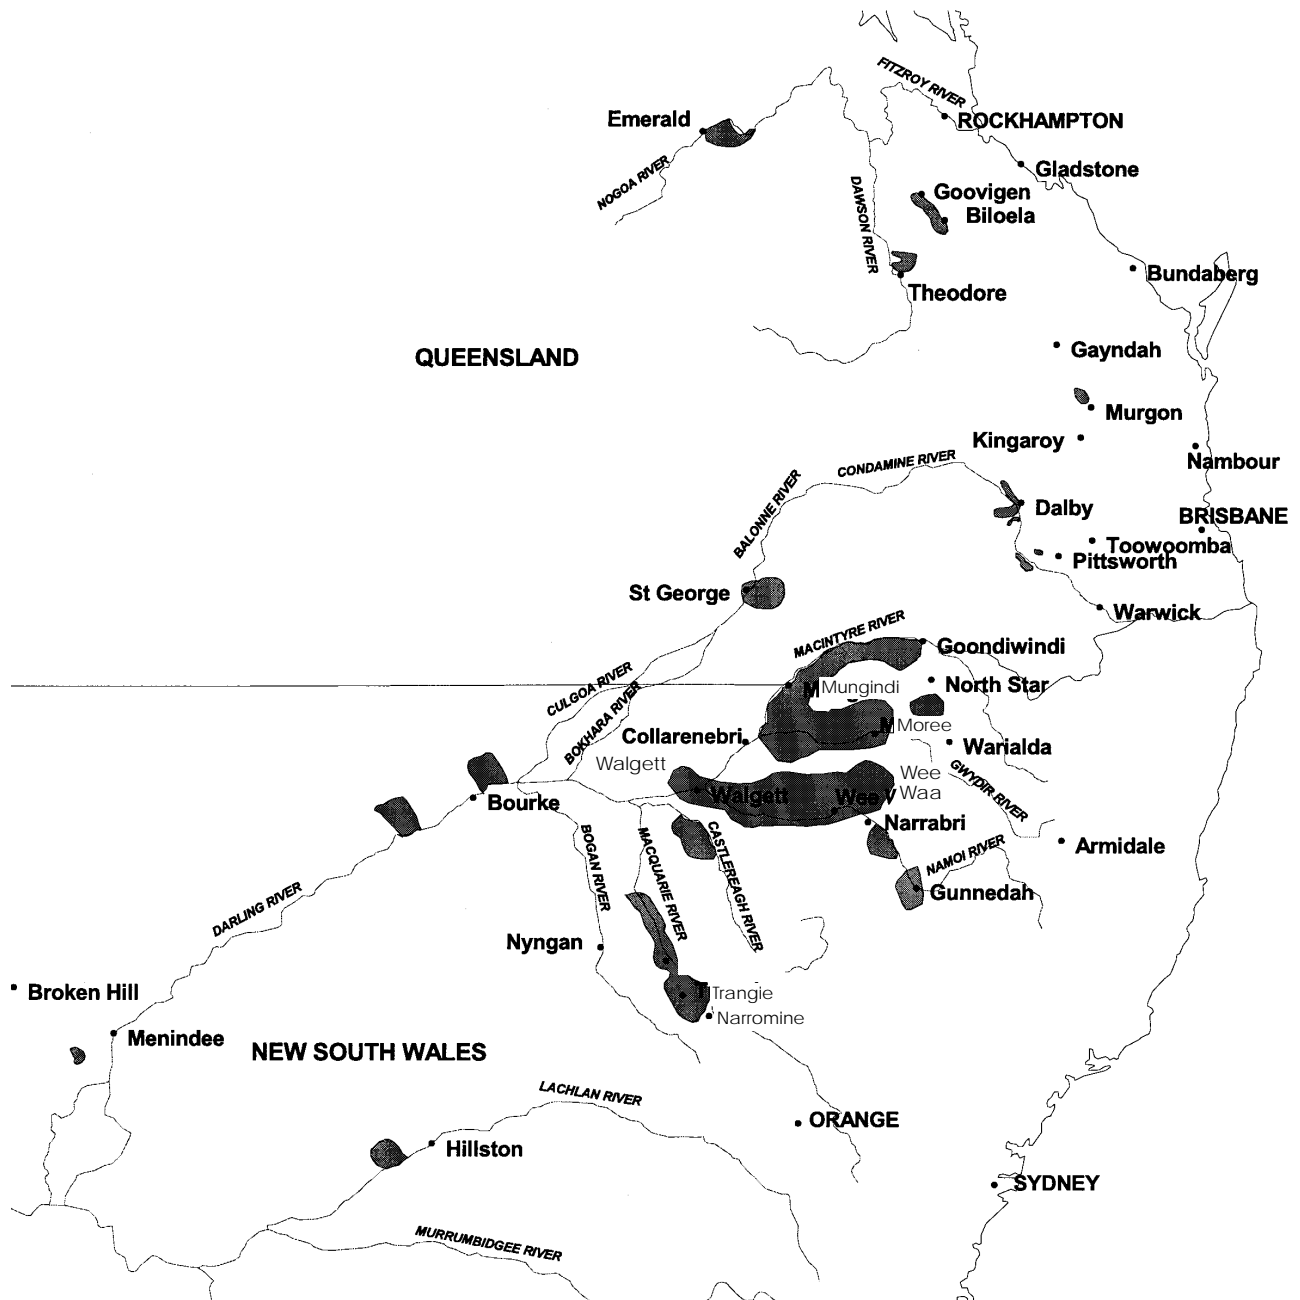 FITZROY RIVER
Emerald
ROCKHAMPTON
NOGOA RIVER
Gladstone
DAWSON RIVER
Goovigen
Biloela
Bundaberg
Theodore
QUEENSLAND
Gayndah
Murgon
Kingaroy
Nambour
CONDAMINE RIVER
BALONNE RIVER
Dalby
BRISBANE
Toowoomba
Pittsworth
St George
Warwick
MACINTYRE RIVER
Goondiwindi
CULGOA RIVER
M Mungindi
North Star
BOKHARA RIVER
Collarenebri
M Moree
Warialda
Walgett
Wee
Waa
GWYDIR RIVER
Walgett
Wee W
Bourke
Narrabri
BOGAN RIVER
MACQUARIE RIVER
CASTLEREAGH RIVER
Armidale
NAMOI RIVER
Gunnedah
DARLING RIVER
Nyngan
Broken Hill
T Trangie
Narromine
Menindee
NEW SOUTH WALES
LACHLAN RIVER
ORANGE
Hillston
SYDNEY
MURRUMBIDGEE RIVER